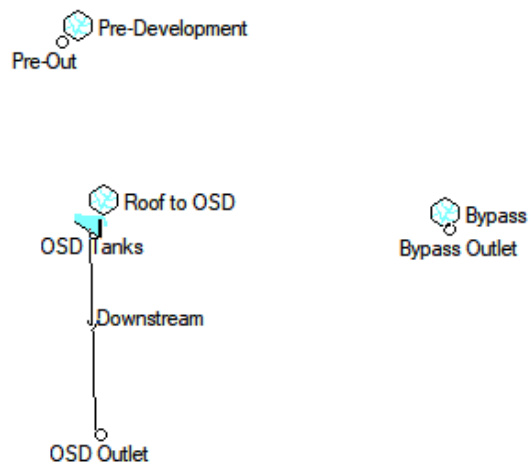 Pre-Development
Pre-Out
Roof to OSD
OSD Tanks
Bypass
Bypass Outlet
Downstream
OSD Outlet